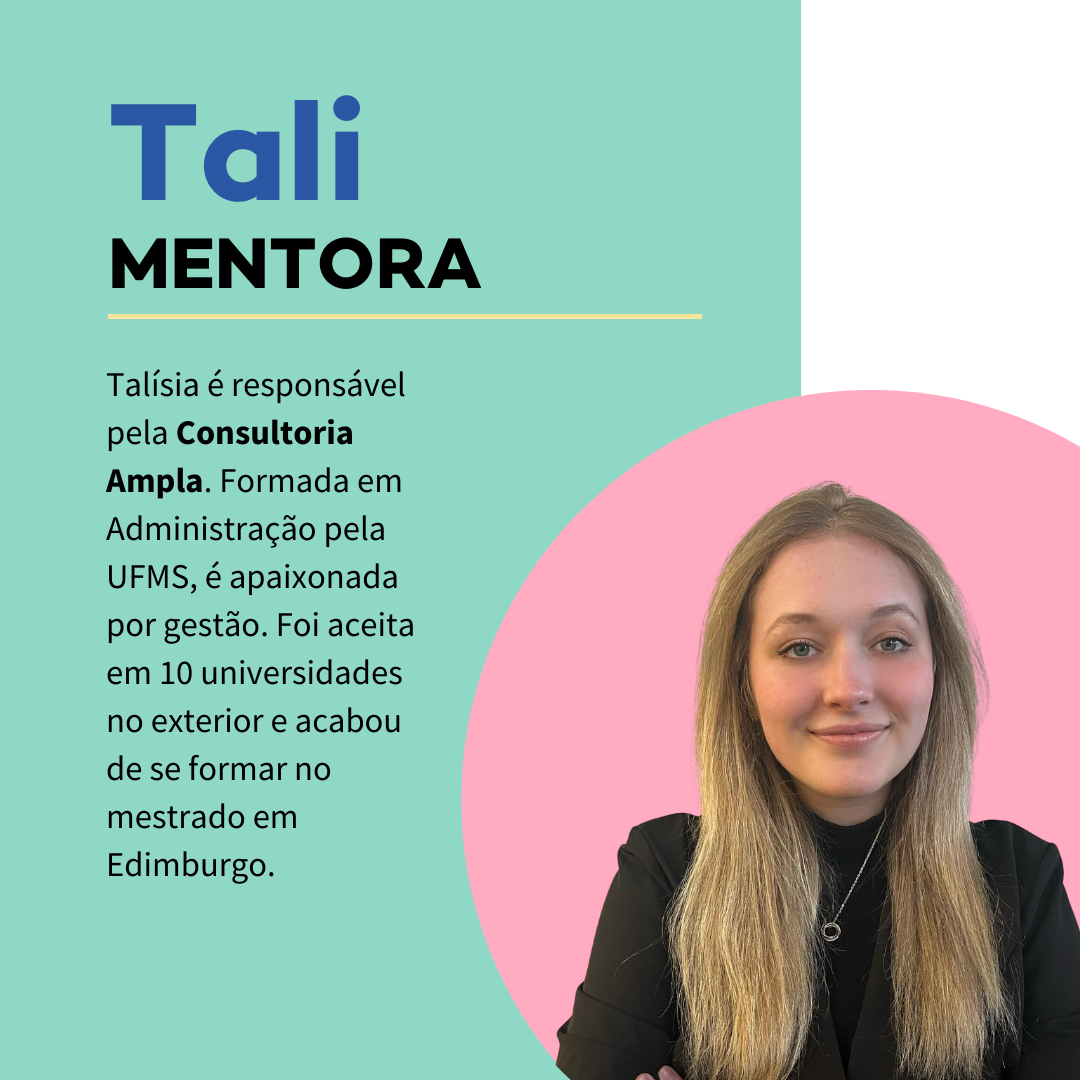 Tali
MENTORA
Talísia é responsável
pela Consultoria
Ampla. Formada em
Administração pela
UFMS, é apaixonada
por gestão. Foi aceita
em 10 universidades
no exterior e acabou
de se formar no
mestrado em
Edimburgo.